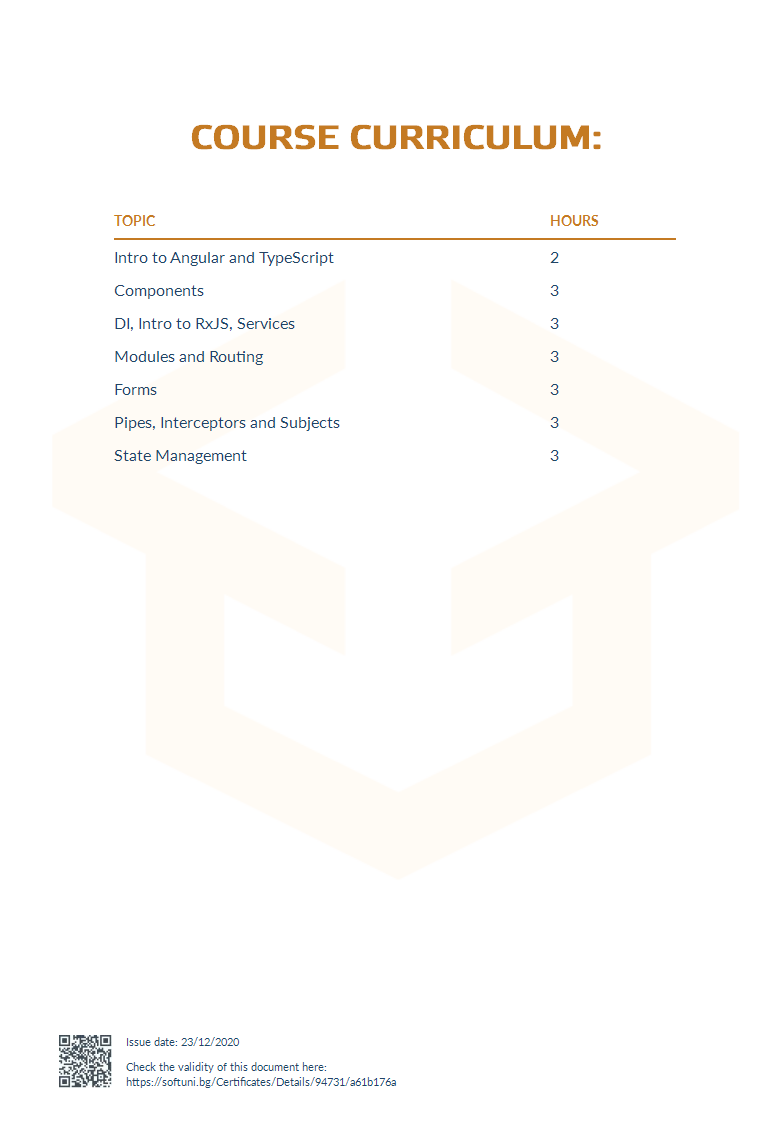 COURSE CURRICULUM:
TOPIC HOURS
Intro to Angular and TypeScript 2
Components 3
DI, Intro to RxJS, Services 3
Modules and Routing 3
Forms 3
Pipes, Interceptors and Subjects 3
State Management 3
Issue date: 23/12/2020
Check the validity of this document here:
https://softuni.bg/Certificates/Details/94731/a61b176a